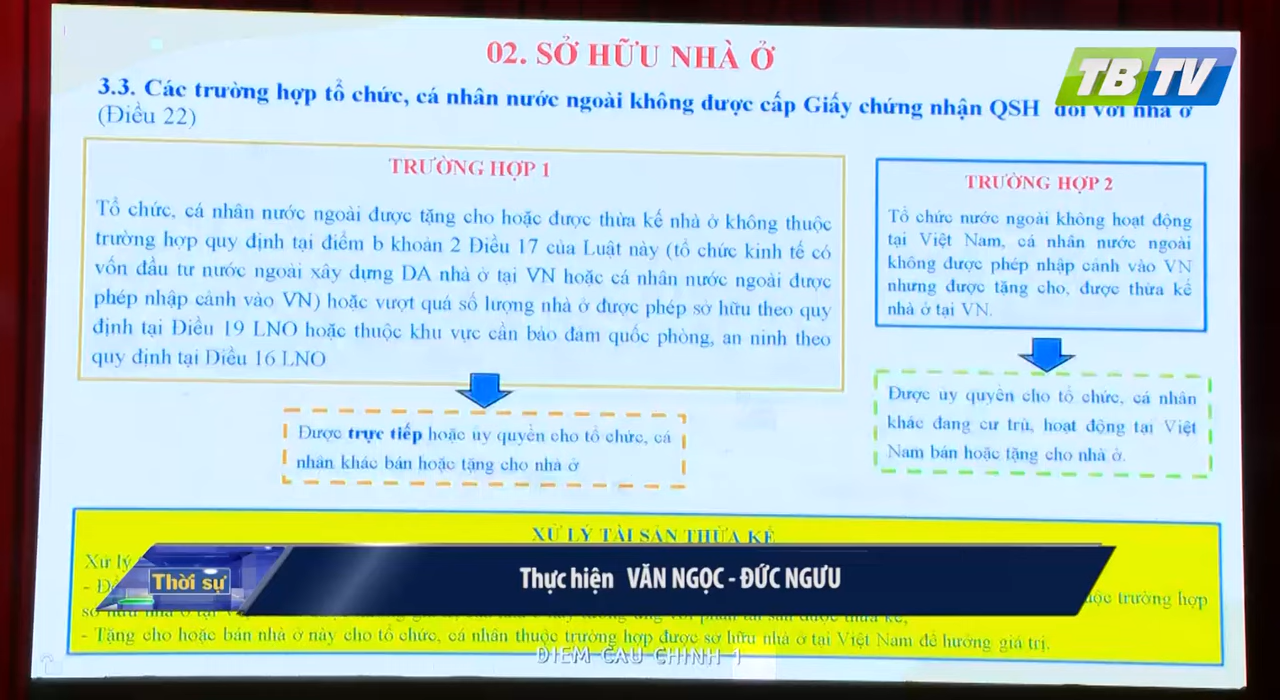 02. SỞ HỮU NHÀ Ở
TBTV
3.3. Các trường hợp tổ chức, cá nhân nước ngoài không được cấp Giấy chứng nhận QSH đối với nhà ở
(Điều 22)
TRƯỜNG HỢP 1
Tổ chức, cá nhân nước ngoài được tặng cho hoặc được thừa kế nhà ở không thuộc
trường hợp quy định tại điểm b khoản 2 Điều 17 của Luật này (tổ chức kinh tế có
vốn đầu tư nước ngoài xây dựng DA nhà ở tại VN hoặc cá nhân nước ngoài được
phép nhập cảnh vào VN) hoặc vượt quá số lượng nhà ở được phép sở hữu theo quy
định tại Điều 19 LNO hoặc thuộc khu vực cần bảo đảm quốc phòng, an ninh theo
quy định tại Điều 16 LNO
Được trực tiếp hoặc ủy quyền cho tổ chức, cá
nhân khác bán hoặc tặng cho nhà ở
TRƯỜNG HỢP 2
Tổ chức nước ngoài không hoạt động
tại Việt Nam, cá nhân nước ngoài
không được phép nhập cảnh vào VN
nhưng được tặng cho, được thừa kế
nhà ở tại VN.
Được ủy quyền cho tổ chức, cá nhân
khác đang cư trú, hoạt động tại Việt
Nam bán hoặc tặng cho nhà ở.
XỬ LÝ TÀI SẢN THỪA KẾ
Xử lý
trường hợp
- Tặng cho hoặc bán nhà ở này cho tổ chức, cá nhân thuộc trường hợp được sở hữu nhà ở tại Việt Nam để hưởng giá trị.
Thời sự
Thực hiện VĂN NGỌC - ĐỨC NGƯU
DIEM CAU CHINH 1